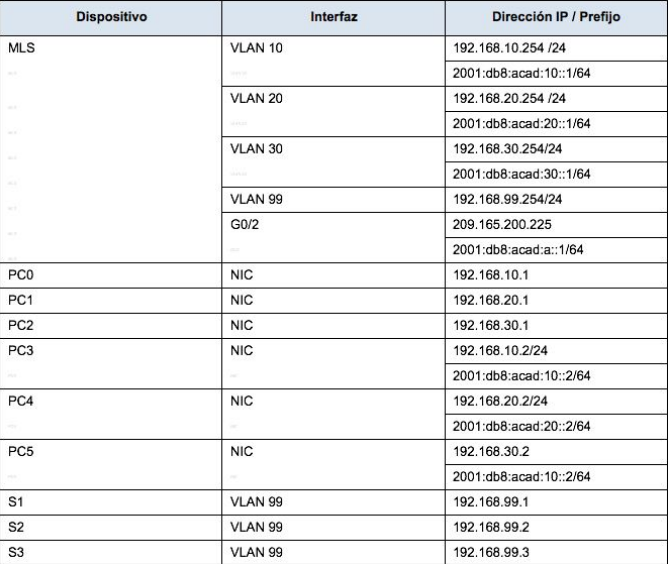 Dispositivo Interfaz Dirección IP / Prefijo
MLS VLAN 10 192.168.10.254 /24
2001:db8:acad:10::1/64
VLAN 20 192.168.20.254 /24
2001:db8:acad:20::1/64
VLAN 30 192.168.30.254/24
2001:db8:acad:30::1/64
VLAN 99 192.168.99.254/24
G0/2 209.165.200.225
2001:db8:acad:a::1/64
PC0 NIC 192.168.10.1
PC1 NIC 192.168.20.1
PC2 NIC 192.168.30.1
PC3 NIC 192.168.10.2/24
2001:db8:acad:10::2/64
PC4 NIC 192.168.20.2/24
2001:db8:acad:20::2/64
PC5 NIC 192.168.30.2
2001:db8:acad:10::2/64
S1 VLAN 99 192.168.99.1
S2 VLAN 99 192.168.99.2
S3 VLAN 99 192.168.99.3